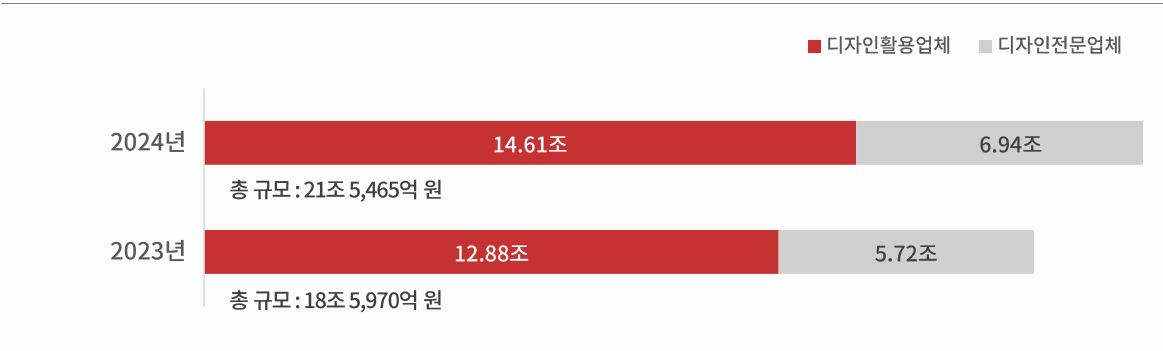 디자인활용업체 디자인전문업체
2024년 14.61조 6.94조
총 규모 : 21조 5,465억 원
2023년 12.88조 5.72조
총 규모 : 18조 5,970억 원